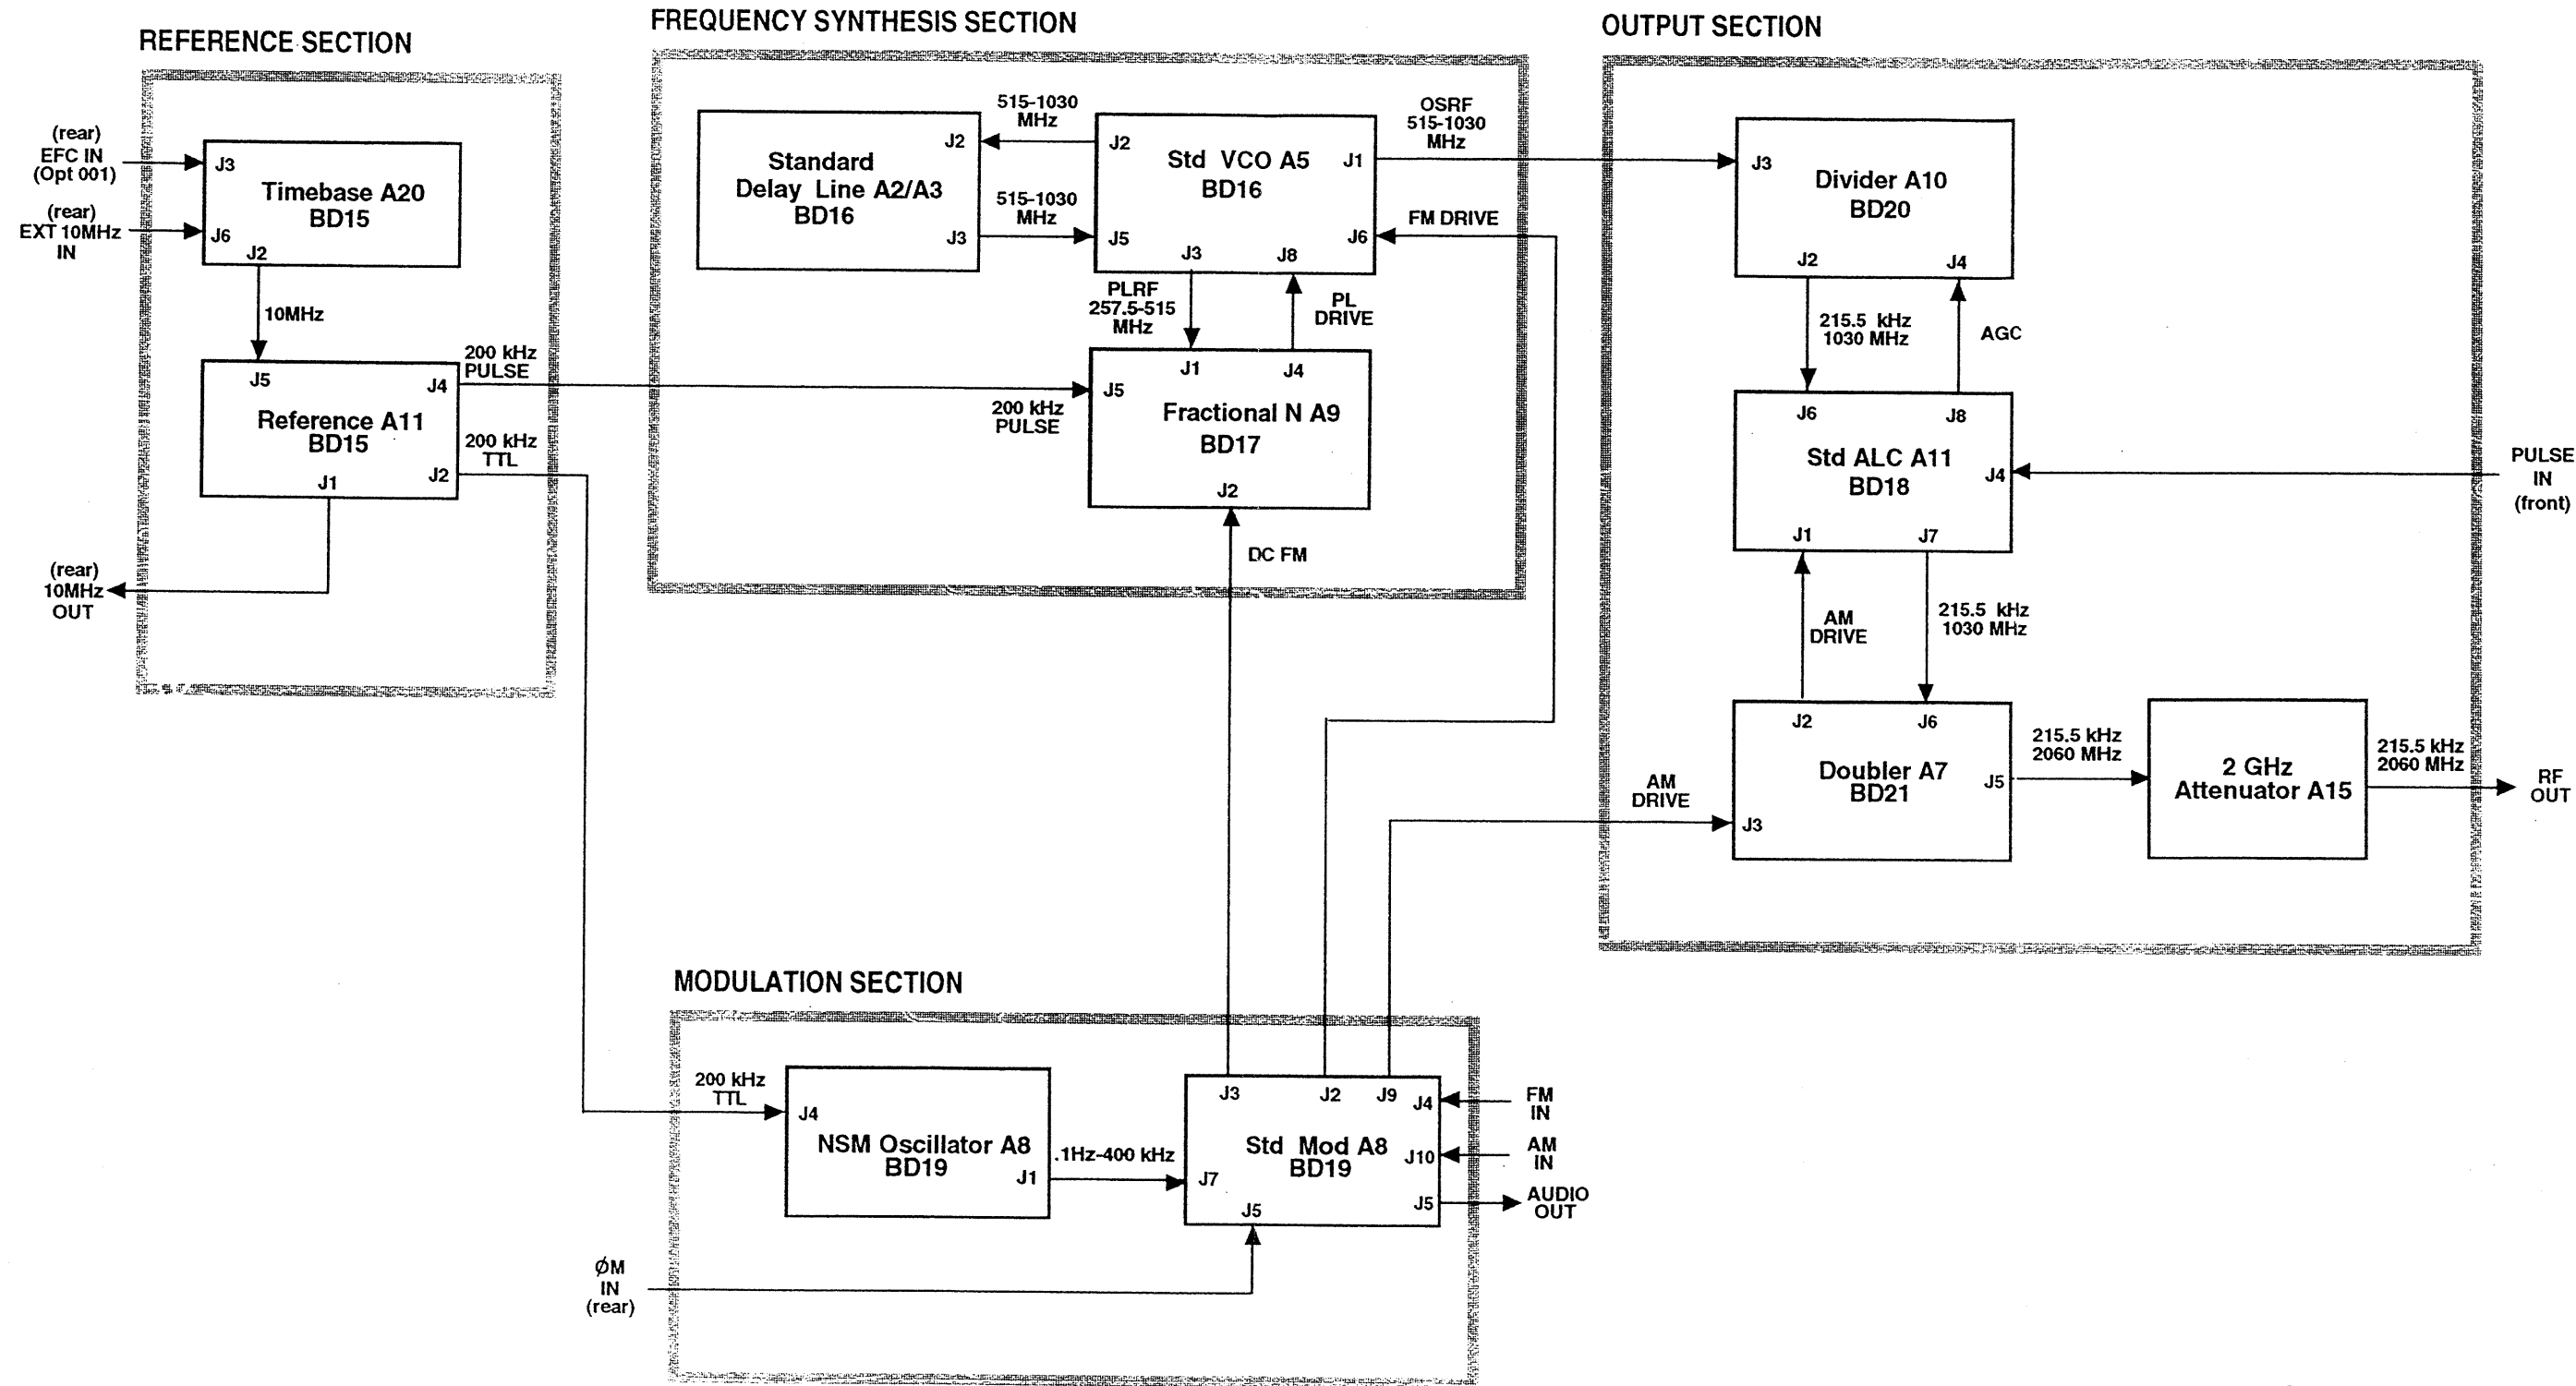 REFERENCE SECTION
(rear)
EFC IN
(Opt 001)
(rear)
EXT 10MHz
IN
J3
Timebase A20
BD15
J6
J2
10MHz
J5
J4
Reference A11
BD15
J1
J2
200 kHz
PULSE
200 kHz
TTL
(rear)
10MHz
OUT
FREQUENCY SYNTHESIS SECTION
Standard
Delay Line A2/A3
BD16
J2
J3
515-1030
MHz
515-1030
MHz
J2
Std VCO A5
BD16
J1
J5
J3
J8
J6
OSRF
515-1030
MHz
FM DRIVE
PLRF
257.5-515
MHz
PL
DRIVE
200 kHz
PULSE
J1
J4
J5
Fractional N A9
BD17
J2
DC FM
OUTPUT SECTION
J3
Divider A10
BD20
J2
J4
215.5 kHz
1030 MHz
AGC
J6
J8
Std ALC A11
BD18
J4
J1
J7
PULSE
IN
(front)
AM
DRIVE
215.5 kHz
1030 MHz
J2
J6
Doubler A7
BD21
J5
J3
AM
DRIVE
215.5 kHz
2060 MHz
2 GHz
Attenuator A15
215.5 kHz
2060 MHz
RF
OUT
MODULATION SECTION
200 kHz
TTL
J4
NSM Oscillator A8
BD19
J1
.1Hz-400 kHz
J3
J2
J9
J4
Std Mod A8
BD19
J10
J7
J5
J5
FM
IN
AM
IN
AUDIO
OUT
ØM
IN
(rear)